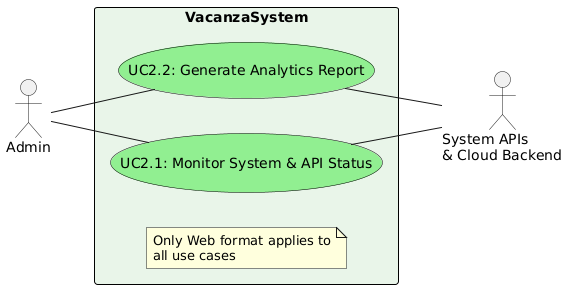 VacanzaSystem
UC2.2: Generate Analytics Report
Admin
System APIs
& Cloud Backend
UC2.1: Monitor System & API Status
Only Web format applies to
all use cases